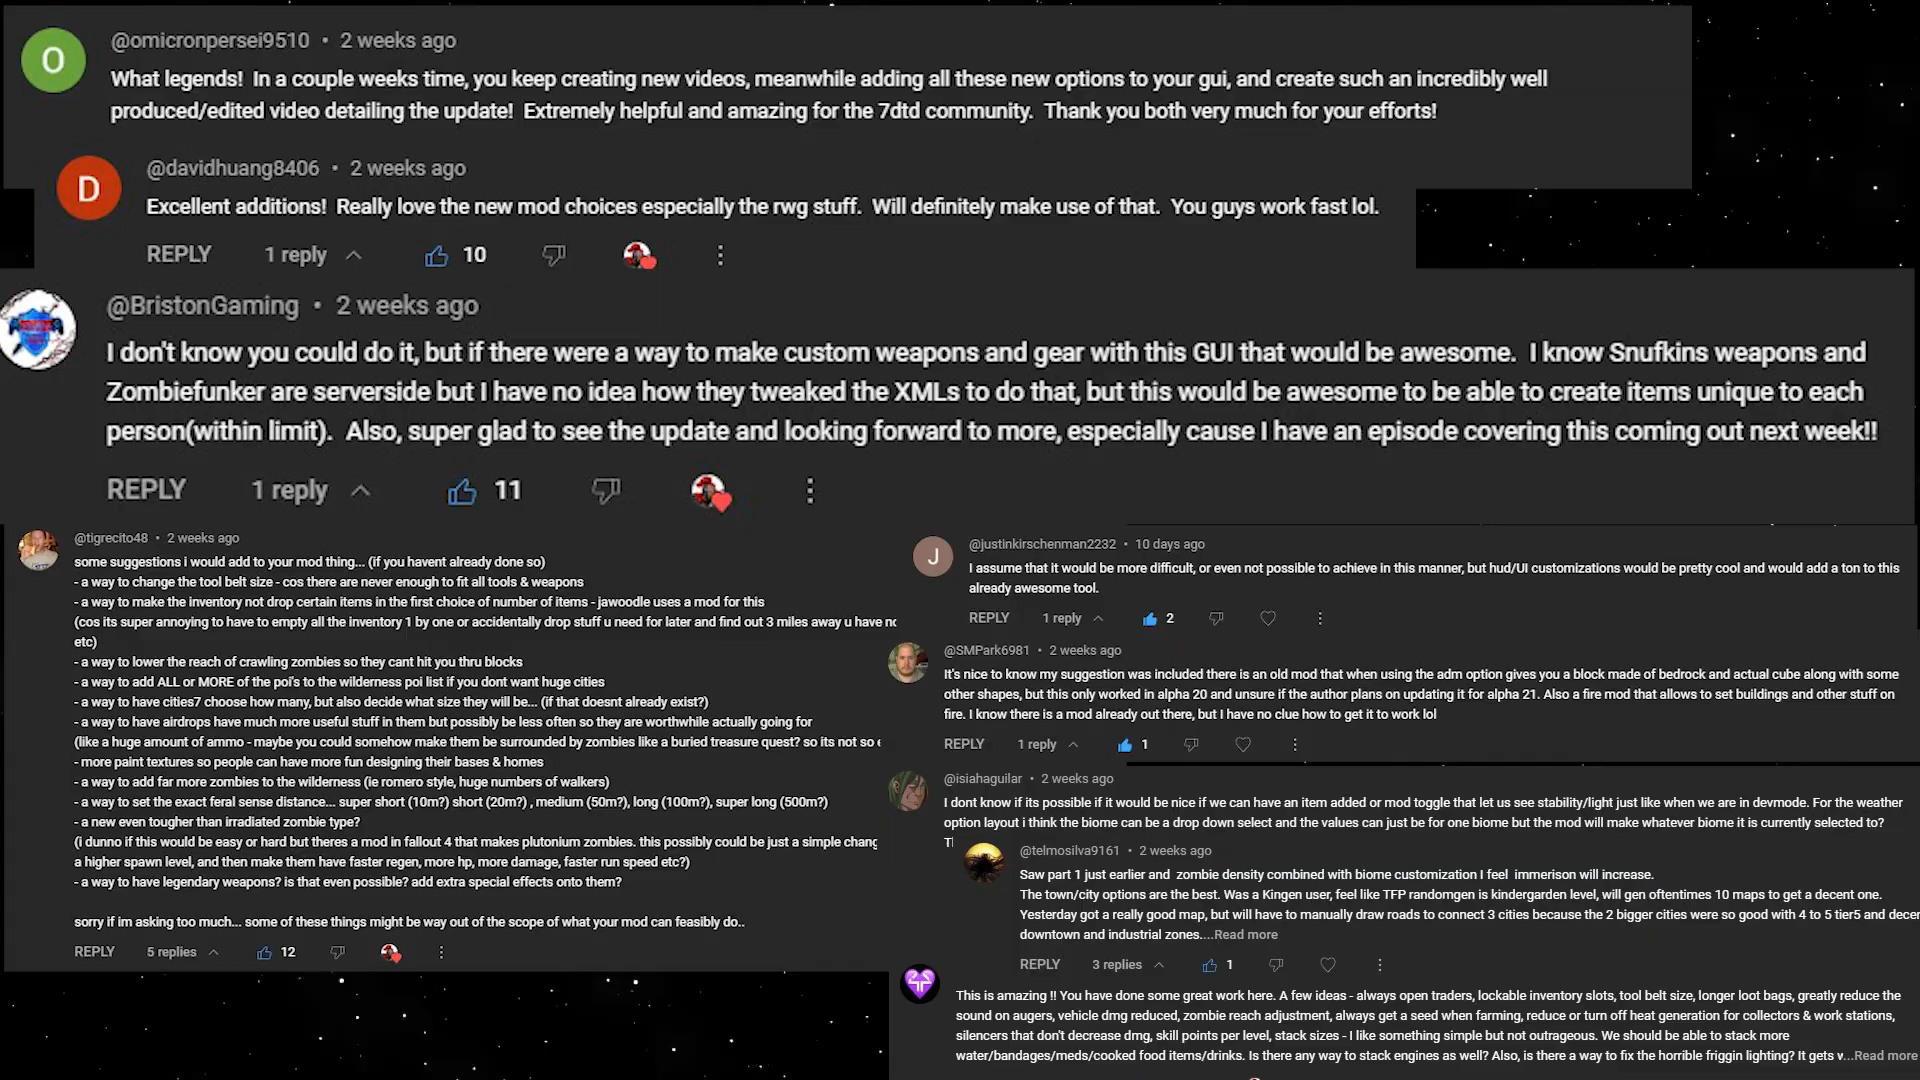 O
@omicronpersei9510 • 2 weeks ago
What legends! In a couple weeks time, you keep creating new videos, meanwhile adding all these new options to your gui, and create such an incredibly well
produced/edited video detailing the update! Extremely helpful and amazing for the 7dtd community. Thank you both very much for your efforts!
D
@davidhuang8406 • 2 weeks ago
Excellent additions! Really love the new mod choices especially the rwg stuff. Will definitely make use of that. You guys work fast lol.
REPLY 1 reply 10
@BristonGaming • 2 weeks ago
I don't know you could do it, but if there were a way to make custom weapons and gear with this GUI that would be awesome. I know Snufkins weapons and
Zombiefunker are serverside but I have no idea how they tweaked the XMLs to do that, but this would be awesome to be able to create items unique to each
person(within limit). Also, super glad to see the update and looking forward to more, especially cause I have an episode covering this coming out next week!!
REPLY 1 reply 11
@tigrecito48 • 2 weeks ago
some suggestions i would add to your mod thing... (if you havent already done so)
- a way to change the tool belt size - cos there are never enough to fit all tools & weapons
- a way to make the inventory not drop certain items in the first choice of number of items - jawoodle uses a mod for this
(cos its super annoying to have to empty all the inventory 1 by one or accidentally drop stuff u need for later and find out 3 miles away u have no
etc)
- a way to lower the reach of crawling zombies so they cant hit you thru blocks
- a way to add ALL or MORE of the poi's to the wilderness poi list if you dont want huge cities
- a way to have cities7 choose how many, but also decide what size they will be... (if that doesnt already exist?)
- a way to have airdrops have much more useful stuff in them but possibly be less often so they are worthwhile actually going for
(like a huge amount of ammo - maybe you could somehow make them be surrounded by zombies like a buried treasure quest? so its not so e
- more paint textures so people can have more fun designing their bases & homes
- a way to add far more zombies to the wilderness (ie romero style, huge numbers of walkers)
- a way to set the exact feral sense distance... super short (10m?) short (20m?) , medium (50m?), long (100m?), super long (500m?)
- a new even tougher than irradiated zombie type?
(i dunno if this would be easy or hard but theres a mod in fallout 4 that makes plutonium zombies. this possibly could be just a simple chang
a higher spawn level, and then make them have faster regen, more hp, more damage, faster run speed etc?)
- a way to have legendary weapons? is that even possible? add extra special effects onto them?
sorry if im asking too much... some of these things might be way out of the scope of what your mod can feasibly do..
REPLY 5 replies 12
J
@justinkirschenman2232 • 10 days ago
I assume that it would be more difficult, or even not possible to achieve in this manner, but hud/UI customizations would be pretty cool and would add a ton to this
already awesome tool.
REPLY 1 reply 2
@SMPark6981 • 2 weeks ago
It's nice to know my suggestion was included there is an old mod that when using the adm option gives you a block made of bedrock and actual cube along with some
other shapes, but this only worked in alpha 20 and unsure if the author plans on updating it for alpha 21. Also a fire mod that allows to set buildings and other stuff on
fire. I know there is a mod already out there, but I have no clue how to get it to work lol
REPLY 1 reply 1
@isiahaguilar • 2 weeks ago
I dont know if its possible if it would be nice if we can have an item added or mod toggle that let us see stability/light just like when we are in devmode. For the weather
option layout i think the biome can be a drop down select and the values can just be for one biome but the mod will make whatever biome it is currently selected to?
@telmosilva9161 • 2 weeks ago
Saw part 1 just earlier and zombie density combined with biome customization I feel immerison will increase.
The town/city options are the best. Was a Kingen user, feel like TFP randomgen is kindergarden level, will gen oftentimes 10 maps to get a decent one.
Yesterday got a really good map, but will have to manually draw roads to connect 3 cities because the 2 bigger cities were so good with 4 to 5 tier5 and decen
downtown and industrial zones....Read more
REPLY 3 replies 1
This is amazing !! You have done some great work here. A few ideas - always open traders, lockable inventory slots, tool belt size, longer loot bags, greatly reduce the
sound on augers, vehicle dmg reduced, zombie reach adjustment, always get a seed when farming, reduce or turn off heat generation for collectors & work stations,
silencers that don't decrease dmg, skill points per level, stack sizes - I like something simple but not outrageous. We should be able to stack more
water/bandages/meds/cooked food items/drinks. Is there any way to stack engines as well? Also, is there a way to fix the horrible friggin lighting? It gets v...Read more